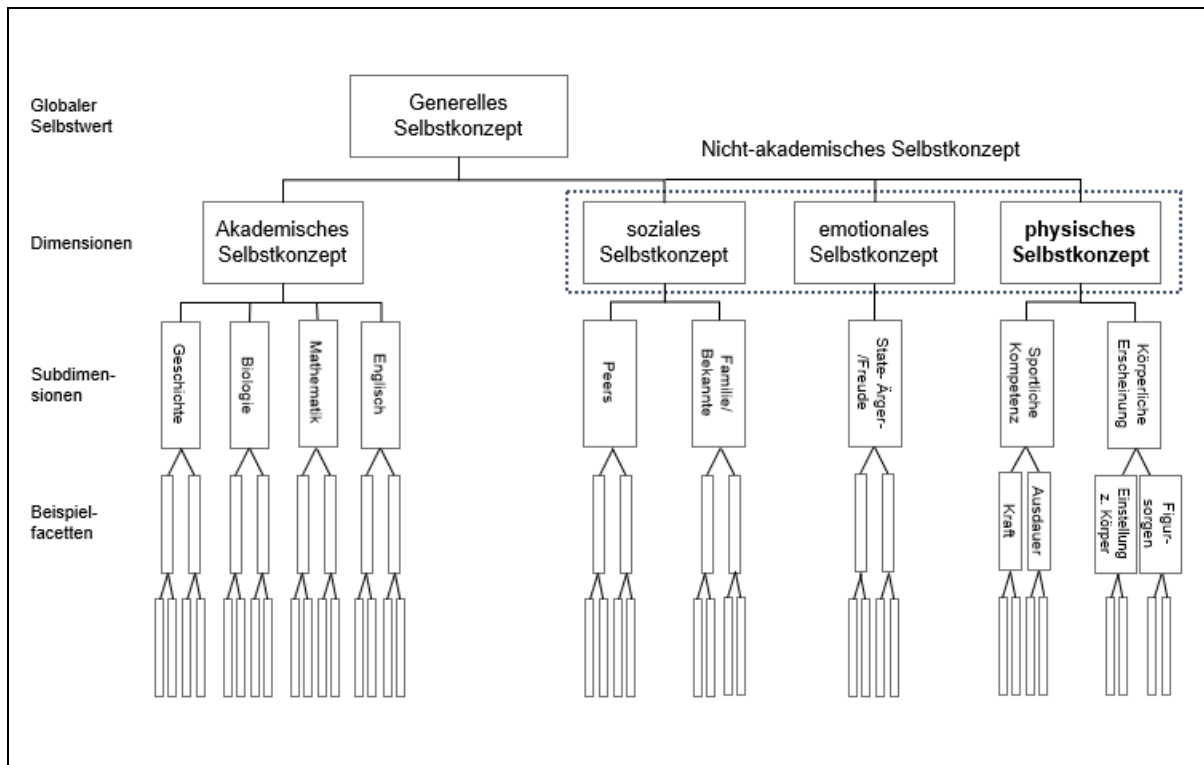 Globaler
Selbstwert
Generelles
Selbstkonzept
Nicht-akademisches Selbstkonzept
Dimensionen
Akademisches
Selbstkonzept
soziales
Selbstkonzept
emotionales
Selbstkonzept
physisches
Selbstkonzept
Subdimen-
sionen
Geschichte
Biologie
Mathematik
Englisch
Peers
Familie/
Bekannte
State- Ärger-
/Freude
Sportliche
Kompetenz
Körperliche
Erscheinung
Beispiel-
facetten
Kraft
Ausdauer
Einstellung
z. Körper
Figur-
sorgen